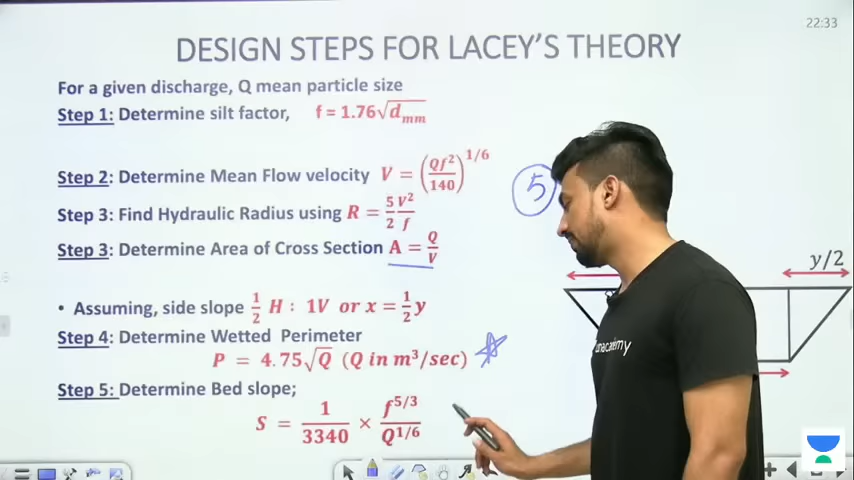 22:33
DESIGN STEPS FOR LACEY'S THEORY
For a given discharge, Q mean particle size
Step 1: Determine silt factor, f = 1.76√d_mm
Step 2: Determine Mean Flow velocity V = (Qf²/140)^1/6
Step 3: Find Hydraulic Radius using R = 5/2 V²/f
Step 3: Determine Area of Cross Section A = Q/V
• Assuming, side slope 1/2 H : 1V or x = 1/2 y
Step 4: Determine Wetted Perimeter
P = 4.75√Q (Q in m³/sec)
Step 5: Determine Bed slope;
S = 1/3340 × f^5/3 / Q^1/6
5
y/2
unacademy